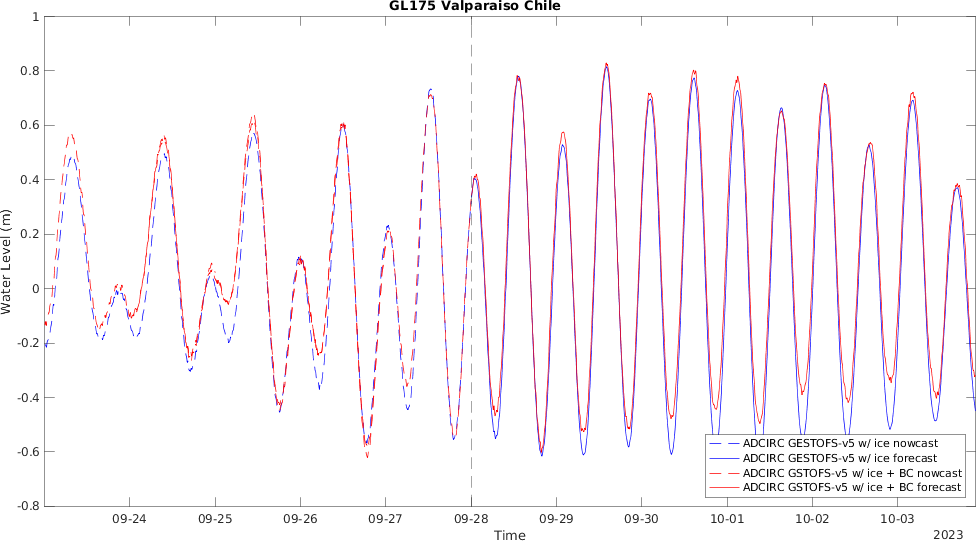 GL175 Valparaiso Chile
1
0.8
0.6
0.4
0.2
0
-0.2
-0.4
-0.6
-0.8
Water Level (m)
09-24 09-25 09-26 09-27 09-28 09-29 09-30 10-01 10-02 10-03
Time
2023
ADCIRC GESTOFS-v5 w/ ice nowcast
ADCIRC GESTOFS-v5 w/ ice forecast
ADCIRC GSTOFS-v5 w/ ice + BC nowcast
ADCIRC GSTOFS-v5 w/ ice + BC forecast